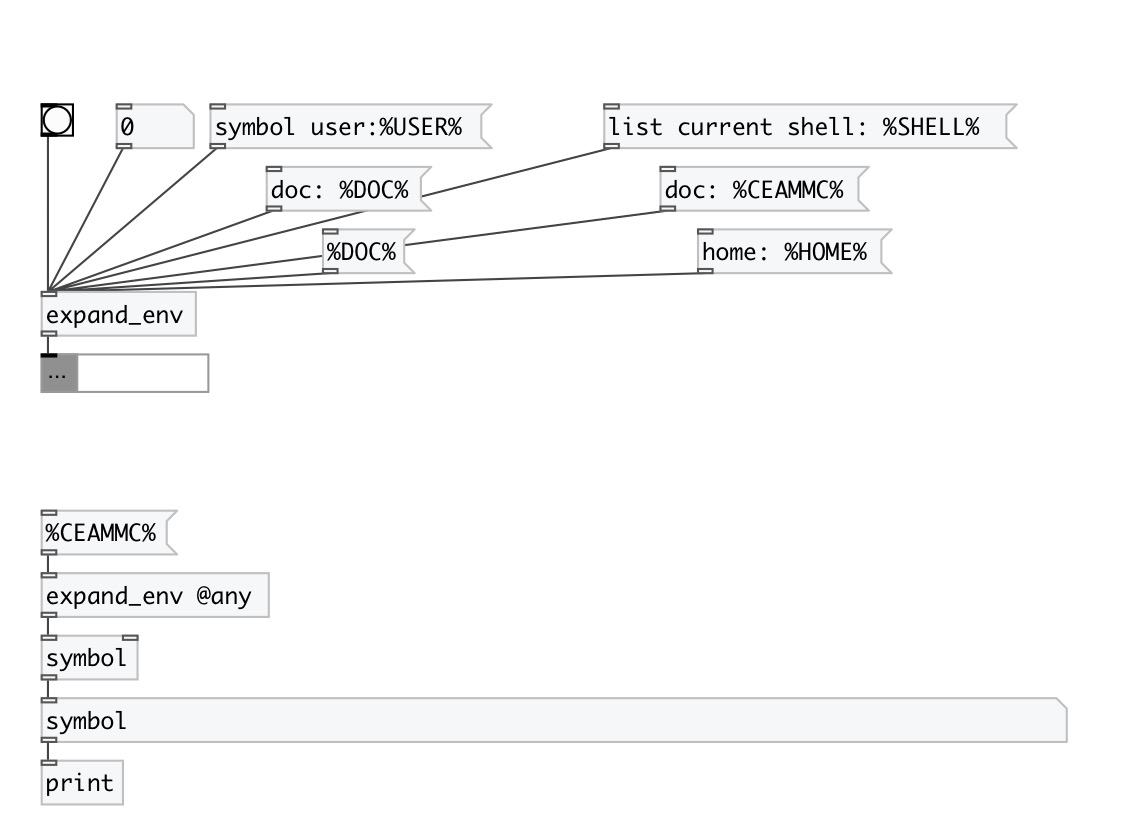 0
symbol user:%USER%
list current shell: %SHELL%
doc: %DOC%
doc: %CEAMMC%
%DOC%
home: %HOME%
expand_env
...
%CEAMMC%
expand_env @any
symbol
symbol
print